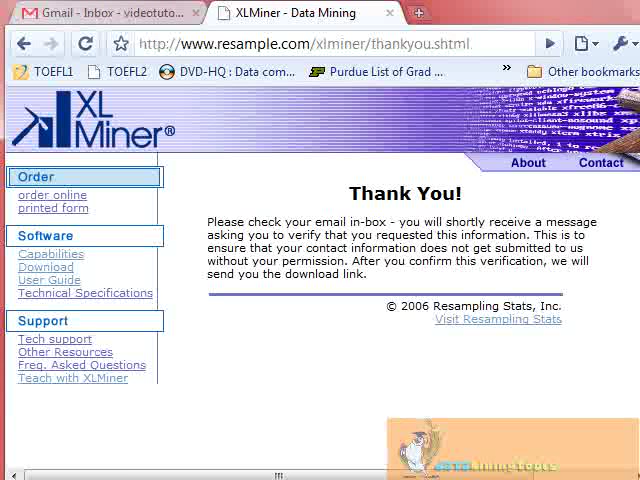 Gmail - Inbox - videotuto...
XLMiner - Data Mining
http://www.resample.com/xlminer/thankyou.shtml
TOEFL1
TOEFL2
DVD-HQ : Data com...
Purdue List of Grad ...
»
Other bookmarks
XL
Miner®
About
Contact
Order
order online
printed form
Software
Capabilities
Download
User Guide
Technical Specifications
Support
Tech support
Other Resources
Freq. Asked Questions
Teach with XLMiner
Thank You!
Please check your email in-box - you will shortly receive a message
asking you to verify that you requested this information. This is to
ensure that your contact information does not get submitted to us
without your permission. After you confirm this verification, we will
send you the download link.
© 2006 Resampling Stats, Inc.
Visit Resampling Stats